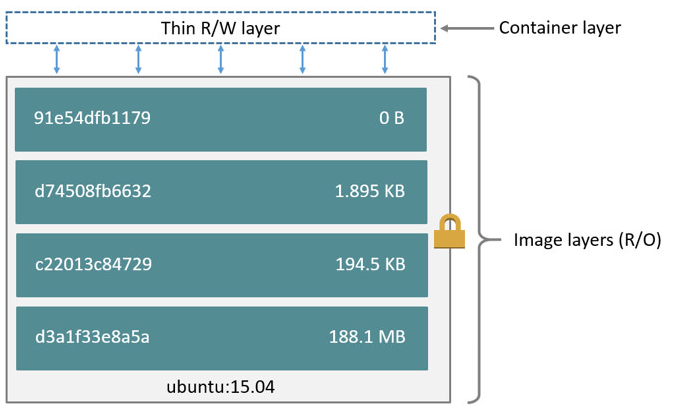 Thin R/W layer
Container layer
91e54dfb1179 0 B
d74508fb6632 1.895 KB
c22013c84729 194.5 KB
Image layers (R/O)
d3a1f33e8a5a 188.1 MB
ubuntu:15.04